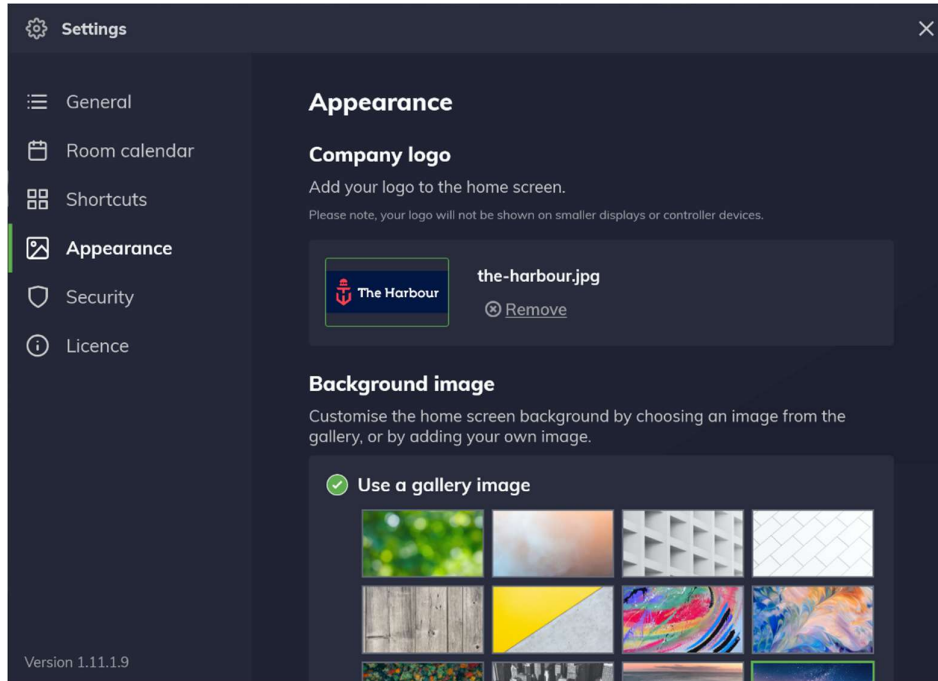 Settings
General
Room calendar
Shortcuts
Appearance
Security
Licence
Version 1.11.1.9
Appearance
Company logo
Add your logo to the home screen.
Please note, your logo will not be shown on smaller displays or controller devices.
The Harbour
the-harbour.jpg
Remove
Background image
Customise the home screen background by choosing an image from the
gallery, or by adding your own image.
Use a gallery image